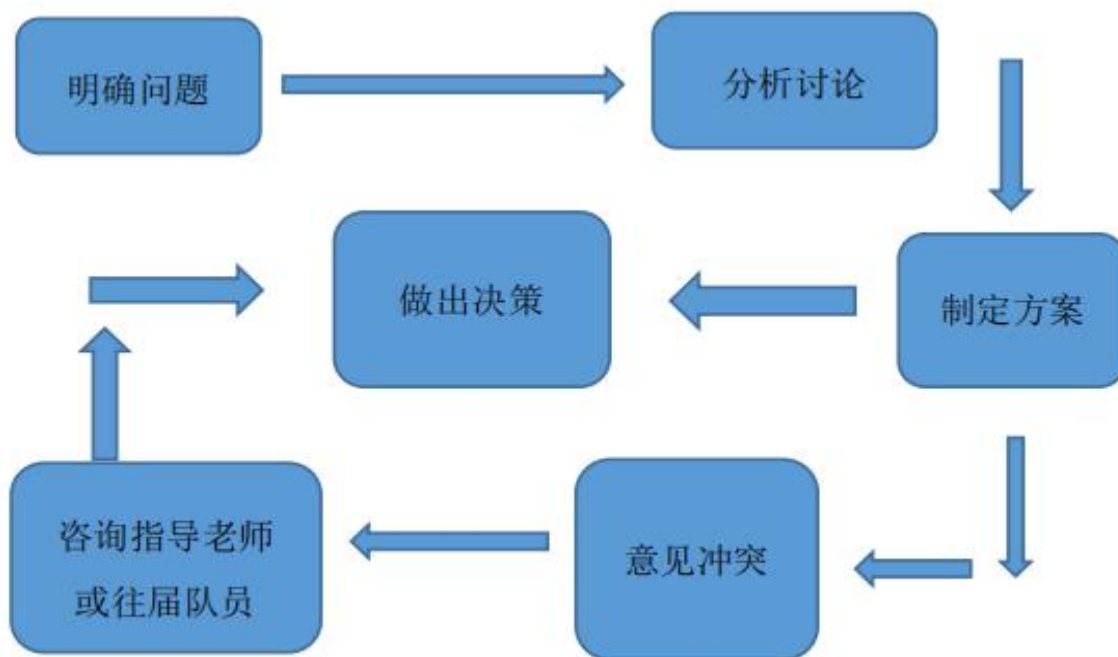 明确问题
分析讨论
做出决策
制定方案
咨询指导老师
或往届队员
意见冲突